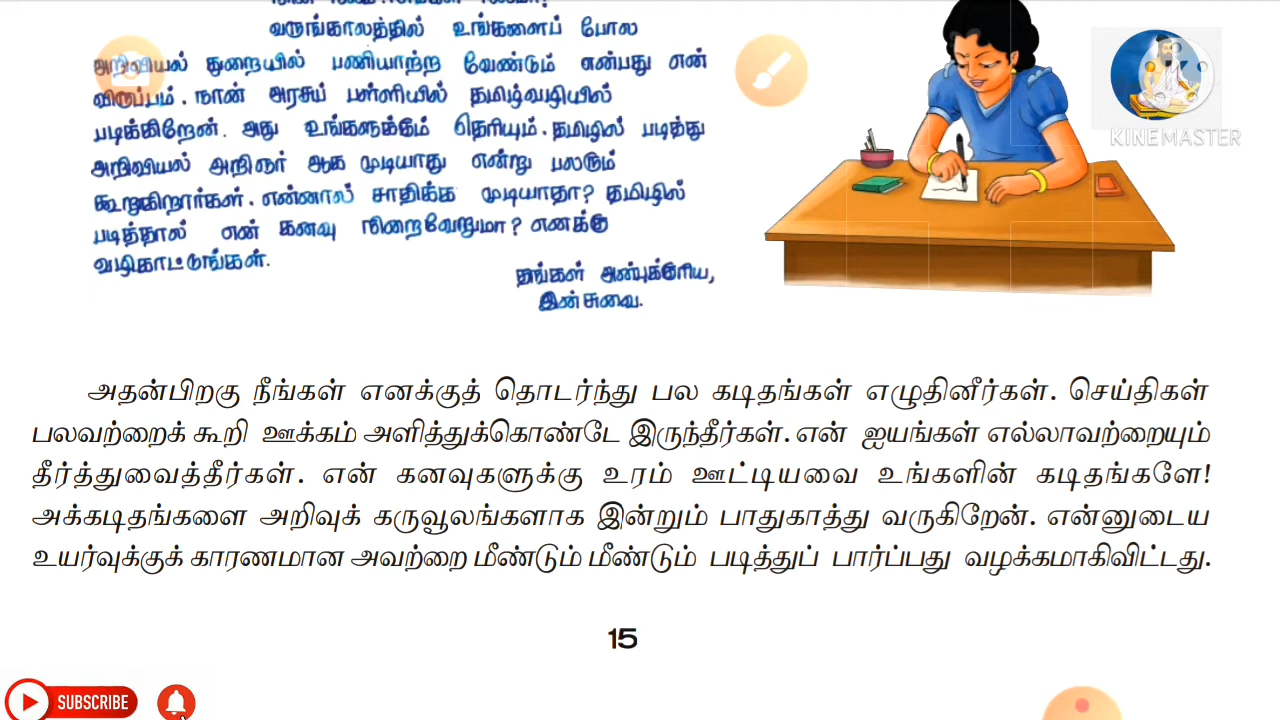 வருங்காலத்தில் உங்களைப் போல
அறிவியல் துறையில் பணியாற்ற வேண்டும் என்பது என்
விருப்பம். நான் அரசுப் பள்ளியில் தமிழ்வழியில்
படிக்கிறேன். அது உங்களுக்கும் தெரியும். தமிழில் படித்து
அறிவியல் அறிஞர் ஆக முடியாது என்று பலரும்
கூறுகிறார்கள். என்னால் சாதிக்க முடியாதா? தமிழில்
படித்தால் என் கனவு நிறைவேறுமா? எனக்கு
வழிகாட்டுங்கள்.
தங்கள் அன்புக்குரிய,
இன்சுவை.
KINEMASTER
அதன்பிறகு நீங்கள் எனக்குத் தொடர்ந்து பல கடிதங்கள் எழுதினீர்கள். செய்திகள்
பலவற்றைக் கூறி ஊக்கம் அளித்துக்கொண்டே இருந்தீர்கள். என் ஐயங்கள் எல்லாவற்றையும்
தீர்த்துவைத்தீர்கள். என் கனவுகளுக்கு உரம் ஊட்டியவை உங்களின் கடிதங்களே!
அக்கடிதங்களை அறிவுக் கருவூலங்களாக இன்றும் பாதுகாத்து வருகிறேன். என்னுடைய
உயர்வுக்குக் காரணமான அவற்றை மீண்டும் மீண்டும் படித்துப் பார்ப்பது வழக்கமாகிவிட்டது.
15
SUBSCRIBE